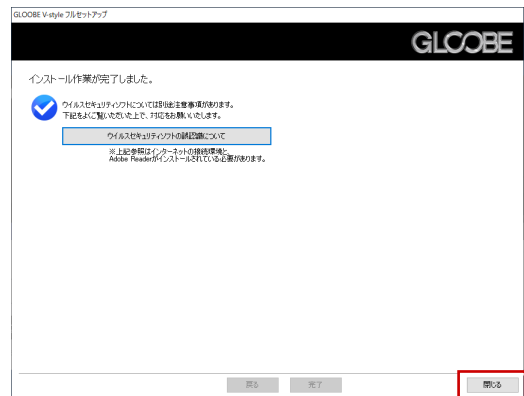 GLOOBE V-style フルセットアップ
GLOOBE
インストール作業が完了しました。
ウイルスセキュリティソフトについては別途注意事項があります。
下記をよくご覧いただいた上で、対応をお願いいたします。
ウイルスセキュリティソフトの誤認識について
※上記参照はインターネットの接続環境と、
Adobe Readerがインストールされている必要があります。
戻る
完了
閉じる